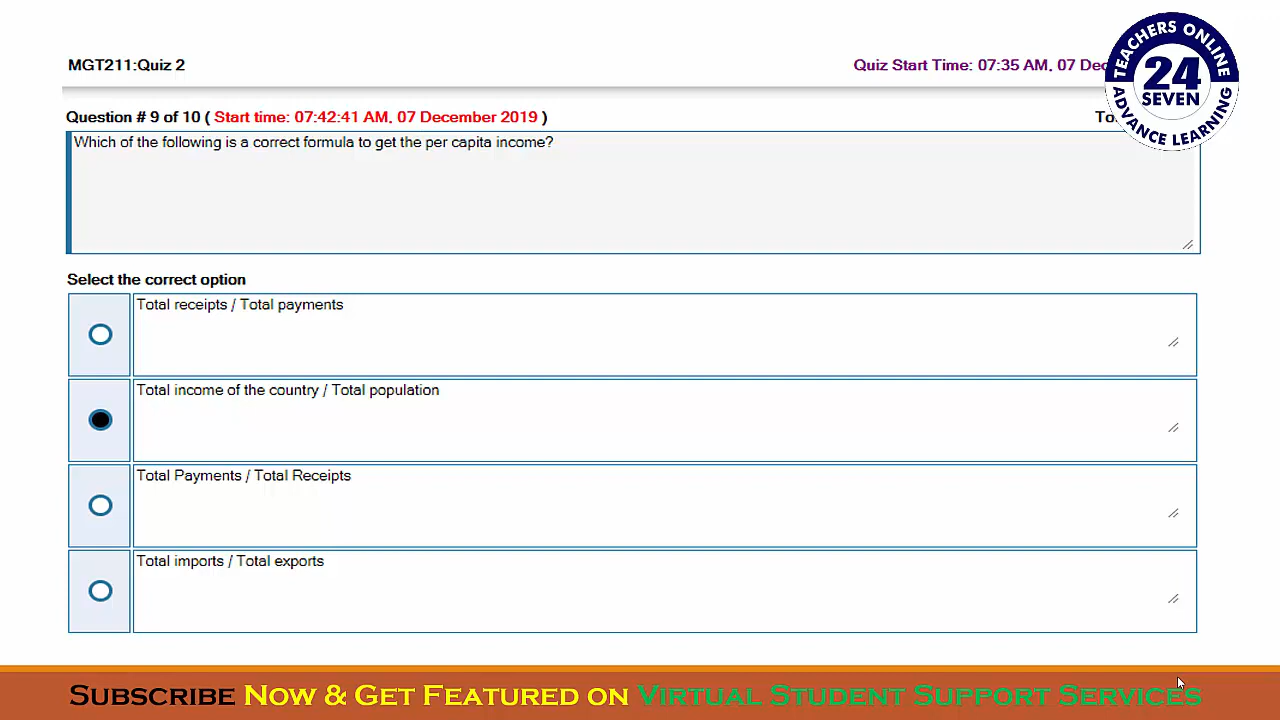 MGT211:Quiz 2
Quiz Start Time: 07:35 AM, 07 Dec
TEACHERS ONLINE
24
SEVEN
ADVANCE LEARNING
Question # 9 of 10 ( Start time: 07:42:41 AM, 07 December 2019 )
Which of the following is a correct formula to get the per capita income?
Select the correct option
Total receipts / Total payments
Total income of the country / Total population
Total Payments / Total Receipts
Total imports / Total exports
Subscribe Now & Get Featured on Virtual Student Support Services